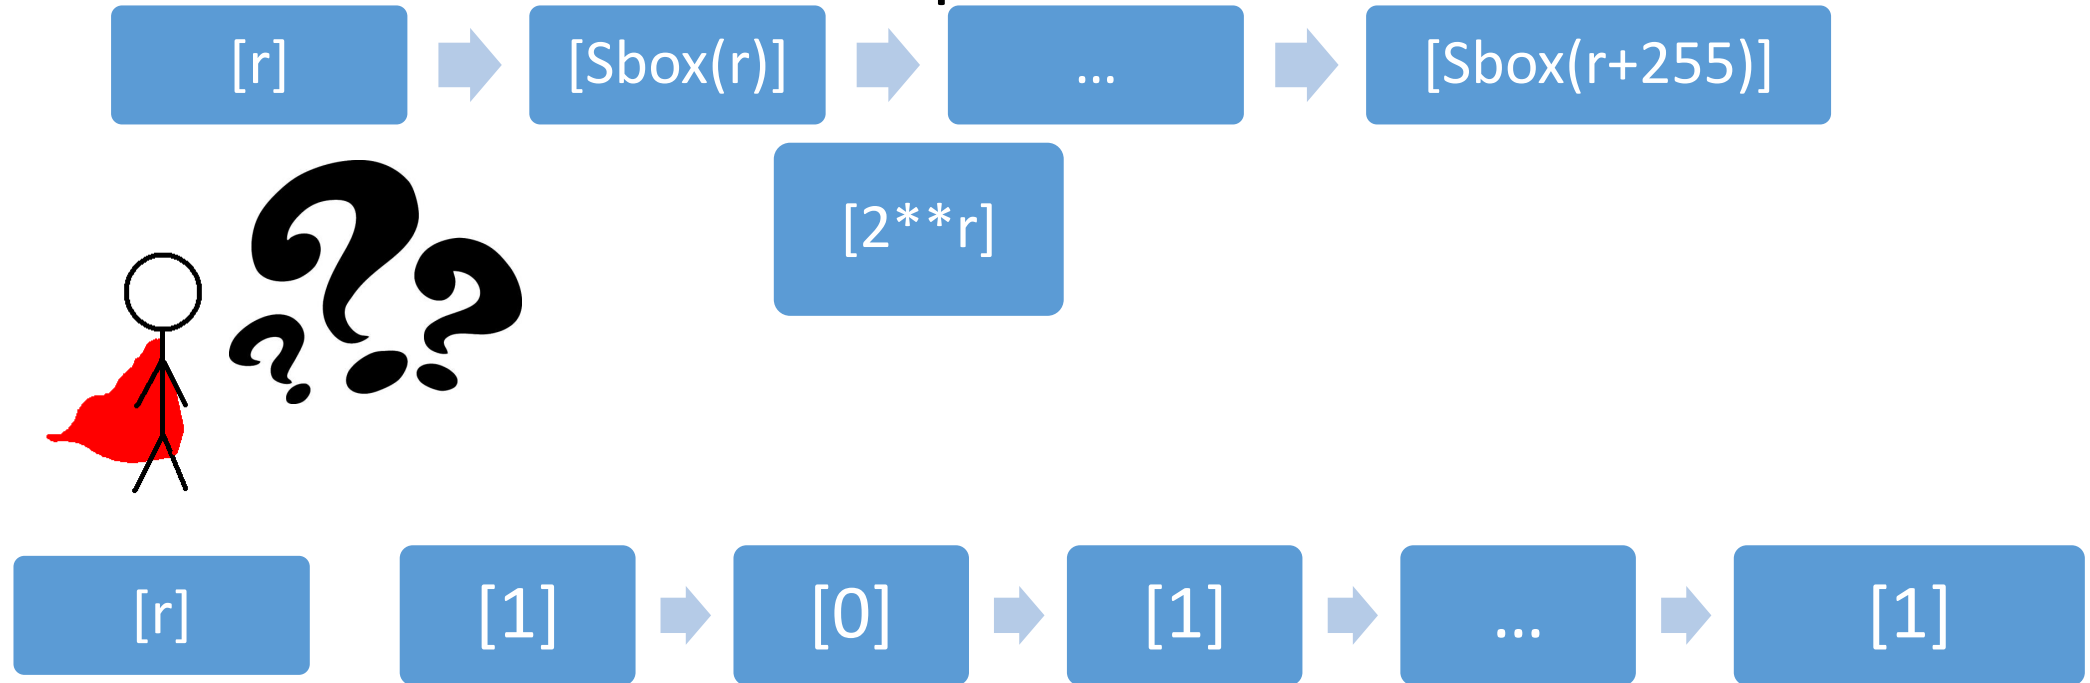 [r] [Sbox(r)] ... [Sbox(r+255)]
[2**r]
???
[r] [1] [0] [1] ... [1]